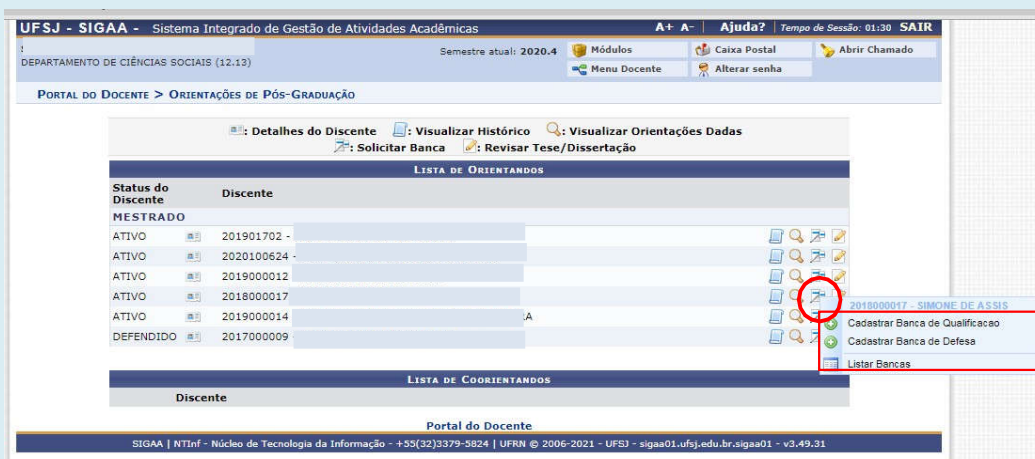 UFSJ - SIGAA - Sistema Integrado de Gestão de Atividades Acadêmicas A+ A- | Ajuda? | Tempo de Sessão: 01:30 SAIR
Semestre atual: 2020.4 Módulos Caixa Postal Abrir Chamado
DEPARTAMENTO DE CIÊNCIAS SOCIAIS (12.13) Menu Docente Alterar senha
PORTAL DO DOCENTE > ORIENTAÇÕES DE PÓS-GRADUAÇÃO
: Detalhes do Discente : Visualizar Histórico : Visualizar Orientações Dadas
: Solicitar Banca : Revisar Tese/Dissertação
LISTA DE ORIENTANDOS
Status do Discente Discente
MESTRADO
ATIVO 201901702 -
ATIVO 2020100624 -
ATIVO 2019000012
ATIVO 2018000017
2018000017 - SIMONE DE ASSIS
ATIVO 2019000014 A
Cadastrar Banca de Qualificacao
DEFENDIDO 2017000009
Cadastrar Banca de Defesa
Listar Bancas
LISTA DE COORIENTANDOS
Discente
Portal do Docente
SIGAA | NTInf - Núcleo de Tecnologia da Informação - +55(32)3379-5824 | UFRN © 2006-2021 - UFSJ - sigaa01.ufsj.edu.br.sigaa01 - v3.49.31